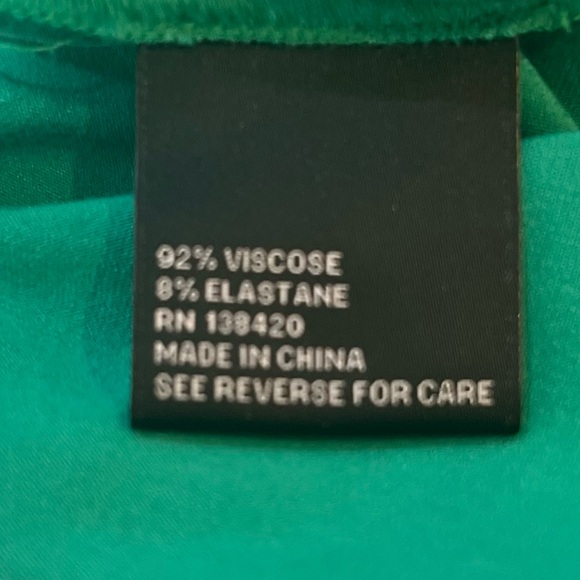 92% VISCOSE
8% ELASTANE
RN 138420
MADE IN CHINA
SEE REVERSE FOR CARE